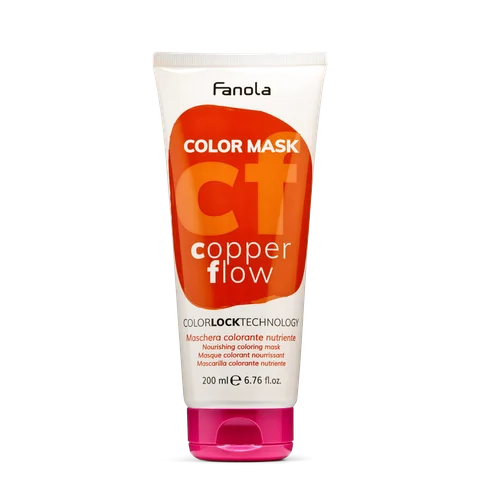 Fanola
COLOR MASK
cf
copper
flow
COLORLOCKTECHNOLOGY
Maschera colorante nutriente
Nourishing coloring mask
Masque colorant nourrissant
Mascarilla colorante nutriente
200 ml ℮ 6.76 fl.oz.